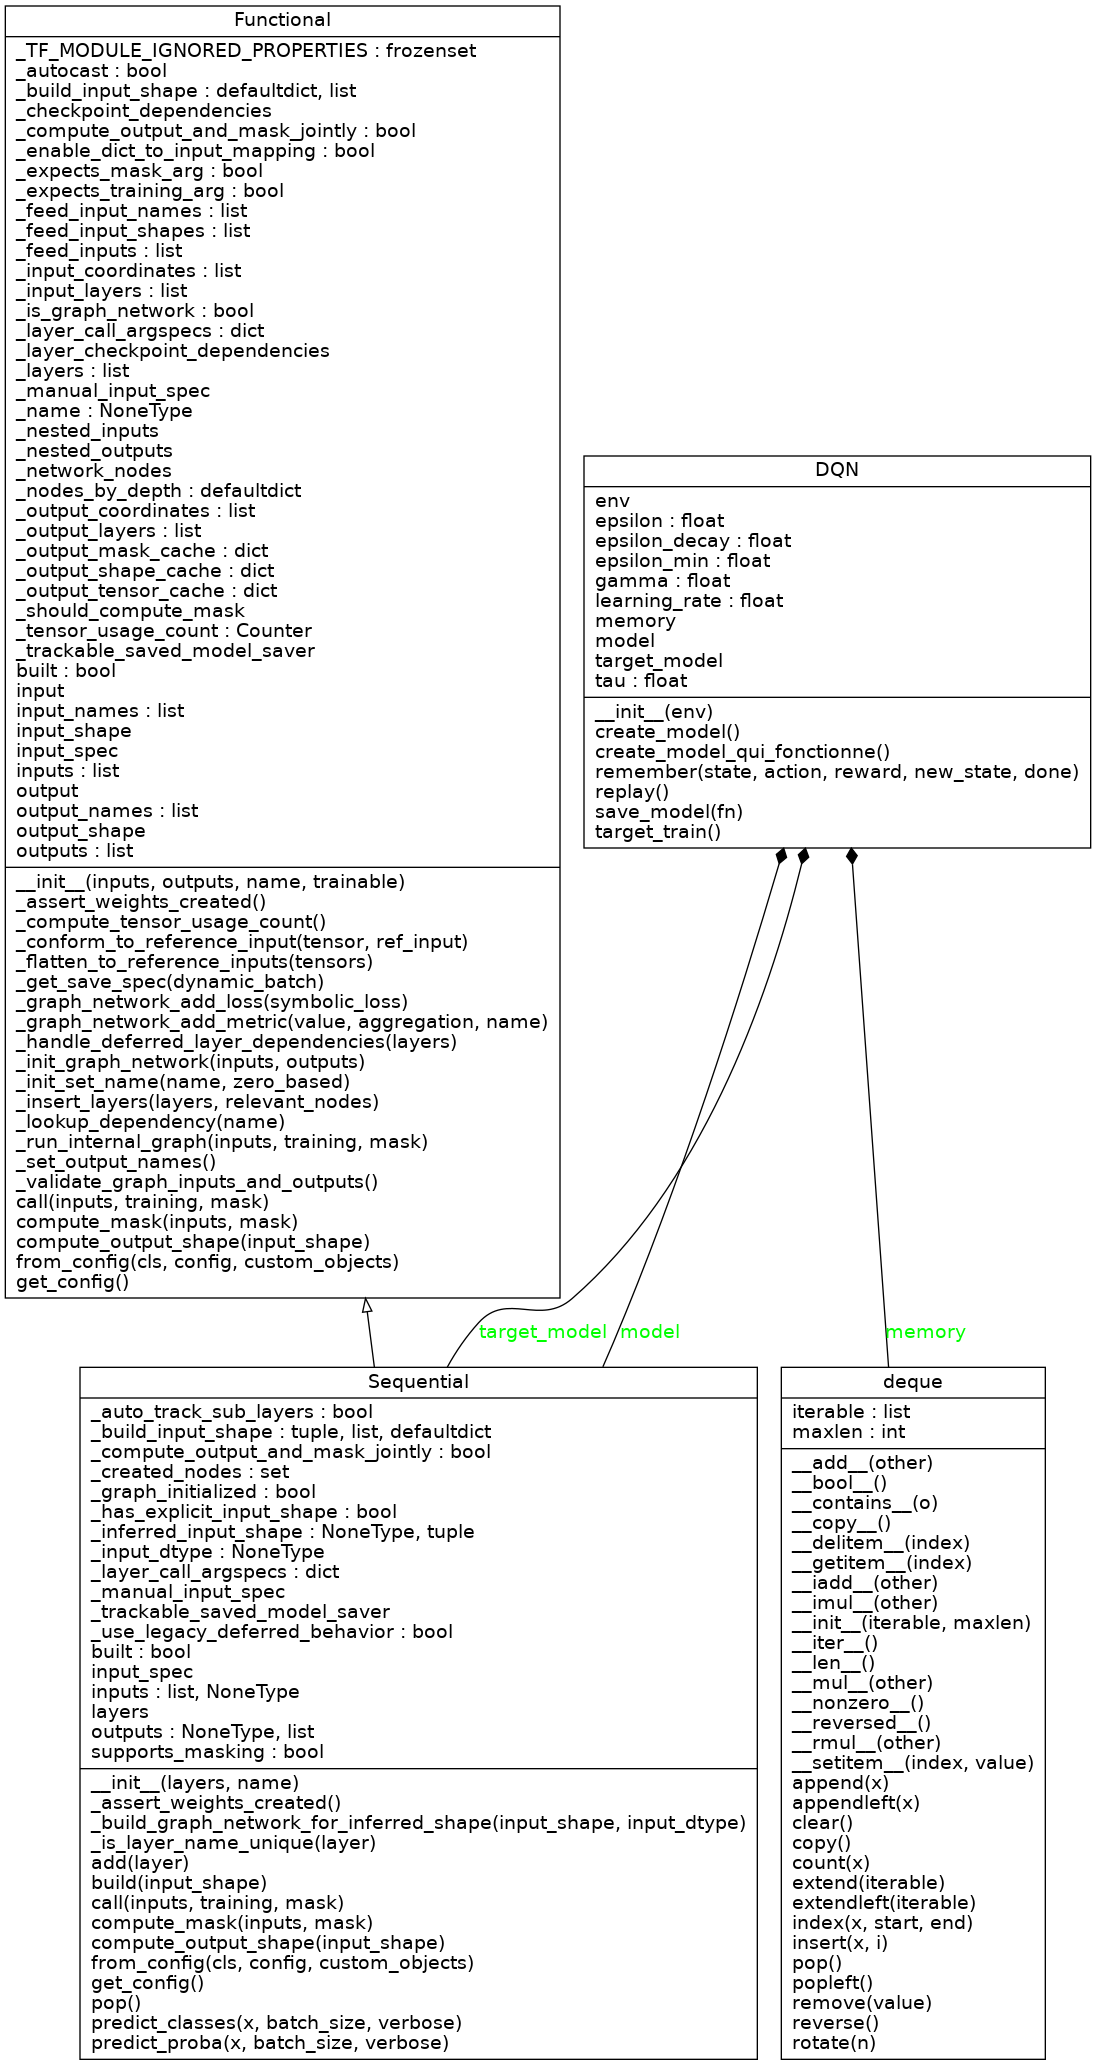 Functional
_TF_MODULE_IGNORED_PROPERTIES : frozenset
_autocast : bool
_build_input_shape : defaultdict, list
_checkpoint_dependencies
_compute_output_and_mask_jointly : bool
_enable_dict_to_input_mapping : bool
_expects_mask_arg : bool
_expects_training_arg : bool
_feed_input_names : list
_feed_input_shapes : list
_feed_inputs : list
_input_coordinates : list
_input_layers : list
_is_graph_network : bool
_layer_call_argspecs : dict
_layer_checkpoint_dependencies
_layers : list
_manual_input_spec
_name : NoneType
_nested_inputs
_nested_outputs
_network_nodes
_nodes_by_depth : defaultdict
_output_coordinates : list
_output_layers : list
_output_mask_cache : dict
_output_shape_cache : dict
_output_tensor_cache : dict
_should_compute_mask
_tensor_usage_count : Counter
_trackable_saved_model_saver
built : bool
input
input_names : list
input_shape
input_spec
inputs : list
output
output_names : list
output_shape
outputs : list
__init__(inputs, outputs, name, trainable)
_assert_weights_created()
_compute_tensor_usage_count()
_conform_to_reference_input(tensor, ref_input)
_flatten_to_reference_inputs(tensors)
_get_save_spec(dynamic_batch)
_graph_network_add_loss(symbolic_loss)
_graph_network_add_metric(value, aggregation, name)
_handle_deferred_layer_dependencies(layers)
_init_graph_network(inputs, outputs)
_init_set_name(name, zero_based)
_insert_layers(layers, relevant_nodes)
_lookup_dependency(name)
_run_internal_graph(inputs, training, mask)
_set_output_names()
_validate_graph_inputs_and_outputs()
call(inputs, training, mask)
compute_mask(inputs, mask)
compute_output_shape(input_shape)
from_config(cls, config, custom_objects)
get_config()
DQN
env
epsilon : float
epsilon_decay : float
epsilon_min : float
gamma : float
learning_rate : float
memory
model
target_model
tau : float
__init__(env)
create_model()
create_model_qui_fonctionne()
remember(state, action, reward, new_state, done)
replay()
save_model(fn)
target_train()
target_model
model
memory
Sequential
_auto_track_sub_layers : bool
_build_input_shape : tuple, list, defaultdict
_compute_output_and_mask_jointly : bool
_created_nodes : set
_graph_initialized : bool
_has_explicit_input_shape : bool
_inferred_input_shape : NoneType, tuple
_input_dtype : NoneType
_layer_call_argspecs : dict
_manual_input_spec
_trackable_saved_model_saver
_use_legacy_deferred_behavior : bool
built : bool
input_spec
inputs : list, NoneType
layers
outputs : NoneType, list
supports_masking : bool
__init__(layers, name)
_assert_weights_created()
_build_graph_network_for_inferred_shape(input_shape, input_dtype)
_is_layer_name_unique(layer)
add(layer)
build(input_shape)
call(inputs, training, mask)
compute_mask(inputs, mask)
compute_output_shape(input_shape)
from_config(cls, config, custom_objects)
get_config()
pop()
predict_classes(x, batch_size, verbose)
predict_proba(x, batch_size, verbose)
deque
iterable : list
maxlen : int
__add__(other)
__bool__()
__contains__(o)
__copy__()
__delitem__(index)
__getitem__(index)
__iadd__(other)
__imul__(other)
__init__(iterable, maxlen)
__iter__()
__len__()
__mul__(other)
__nonzero__()
__reversed__()
__rmul__(other)
__setitem__(index, value)
append(x)
appendleft(x)
clear()
copy()
count(x)
extend(iterable)
extendleft(iterable)
index(x, start, end)
insert(x, i)
pop()
popleft()
remove(value)
reverse()
rotate(n)